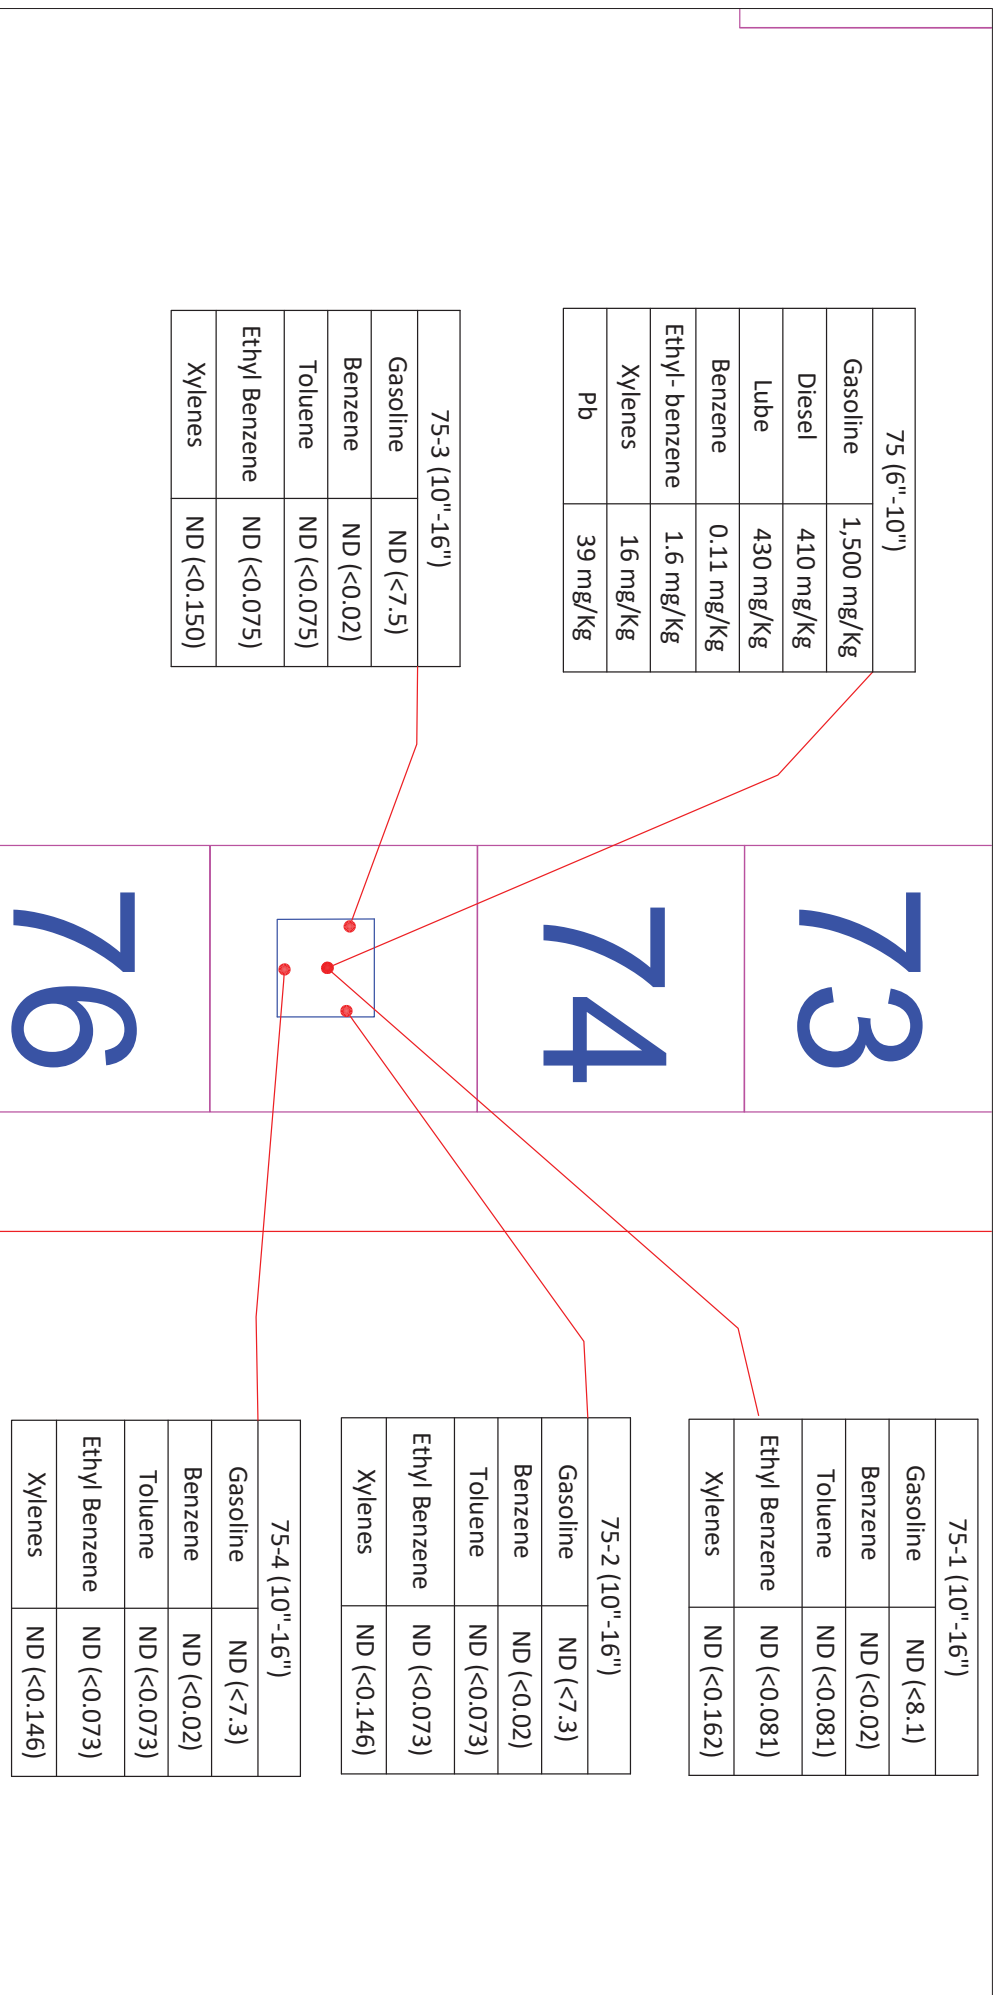 75 (6"-10")
Gasoline 1,500 mg/Kg
Diesel 410 mg/Kg
Lube 430 mg/Kg
Benzene 0.11 mg/Kg
Ethyl- benzene 1.6 mg/Kg
Xylenes 16 mg/Kg
Pb 39 mg/Kg
75-3 (10"-16")
Gasoline ND (<7.5)
Benzene ND (<0.02)
Toluene ND (<0.075)
Ethyl Benzene ND (<0.075)
Xylenes ND (<0.150)
73
74
76
75-1 (10"-16")
Gasoline ND (<8.1)
Benzene ND (<0.02)
Toluene ND (<0.081)
Ethyl Benzene ND (<0.081)
Xylenes ND (<0.162)
75-2 (10"-16")
Gasoline ND (<7.3)
Benzene ND (<0.02)
Toluene ND (<0.073)
Ethyl Benzene ND (<0.073)
Xylenes ND (<0.146)
75-4 (10"-16")
Gasoline ND (<7.3)
Benzene ND (<0.02)
Toluene ND (<0.073)
Ethyl Benzene ND (<0.073)
Xylenes ND (<0.146)